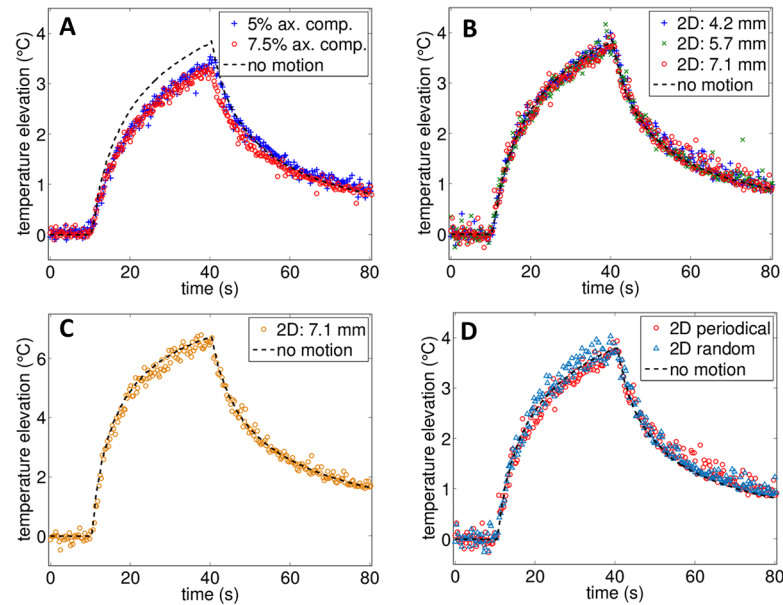 A
5% ax. comp.
7.5% ax. comp.
no motion
temperature elevation (°C)
4
3
2
1
0
0 20 40 60 80
time (s)
B
2D: 4.2 mm
2D: 5.7 mm
2D: 7.1 mm
no motion
temperature elevation (°C)
4
3
2
1
0
0 20 40 60 80
time (s)
C
2D: 7.1 mm
no motion
temperature elevation (°C)
6
4
2
0
0 20 40 60 80
time (s)
D
2D periodical
2D random
no motion
temperature elevation (°C)
4
3
2
1
0
0 20 40 60 80
time (s)